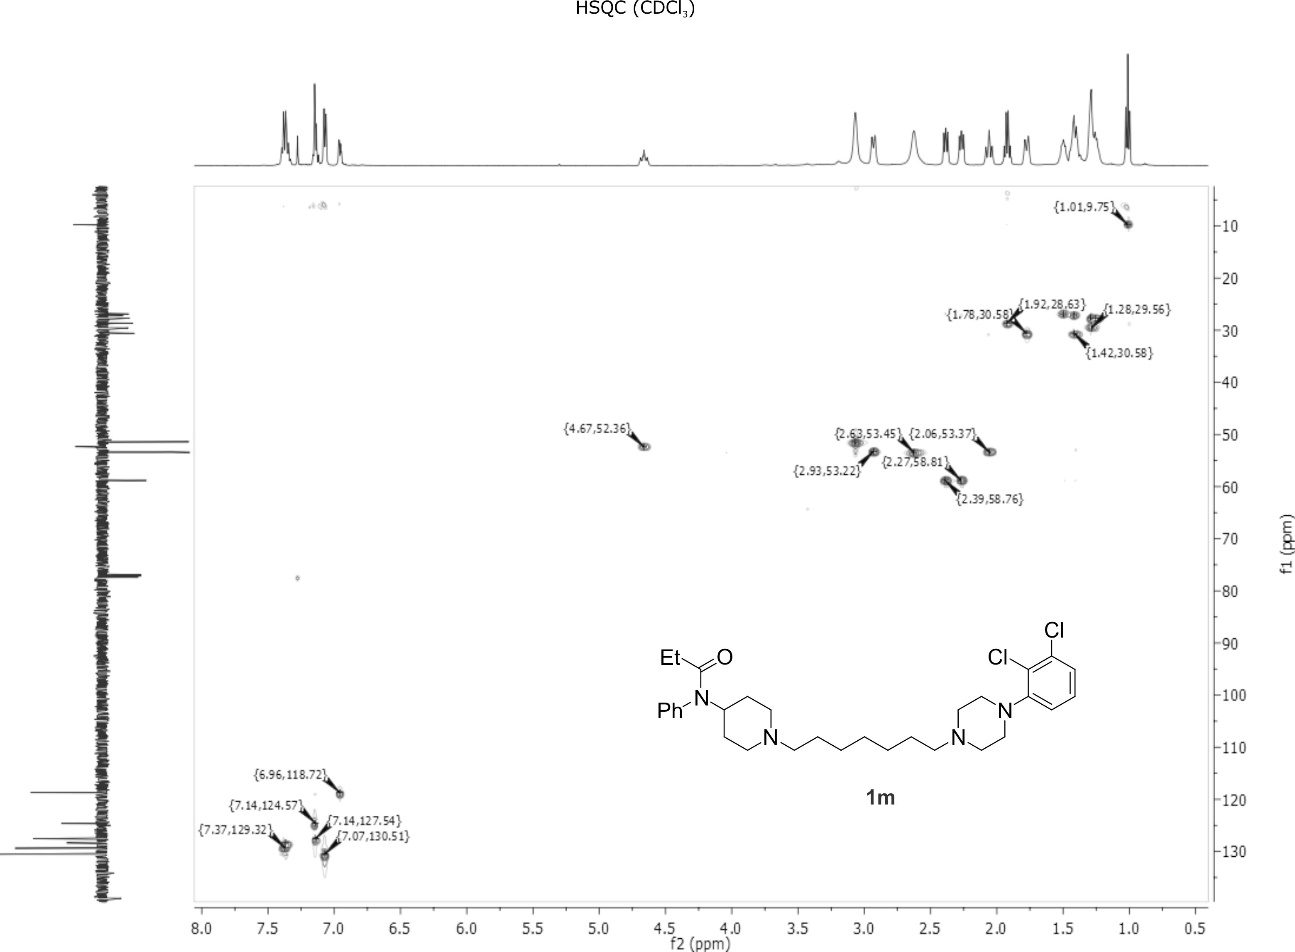 HSQC (CDCl₃)
{1.01,9.75}
{1.92,28.63}
{1.78,30.58}
{1.28,29.56}
{1.42,30.58}
{4.67,52.36}
{2.63,53.45}
{2.06,53.37}
{2.93,53.22}
{2.27,58.81}
{2.39,58.76}
{6.96,118.72}
{7.14,124.57}
{7.14,127.54}
{7.37,129.32}
{7.07,130.51}
10
20
30
40
50
60
70
80
90
100
110
120
130
f1 (ppm)
Cl
Cl
Et
O
N
Ph
N
N
N
1m
8.0 7.5 7.0 6.5 6.0 5.5 5.0 4.5 4.0 3.5 3.0 2.5 2.0 1.5 1.0 0.5
f2 (ppm)